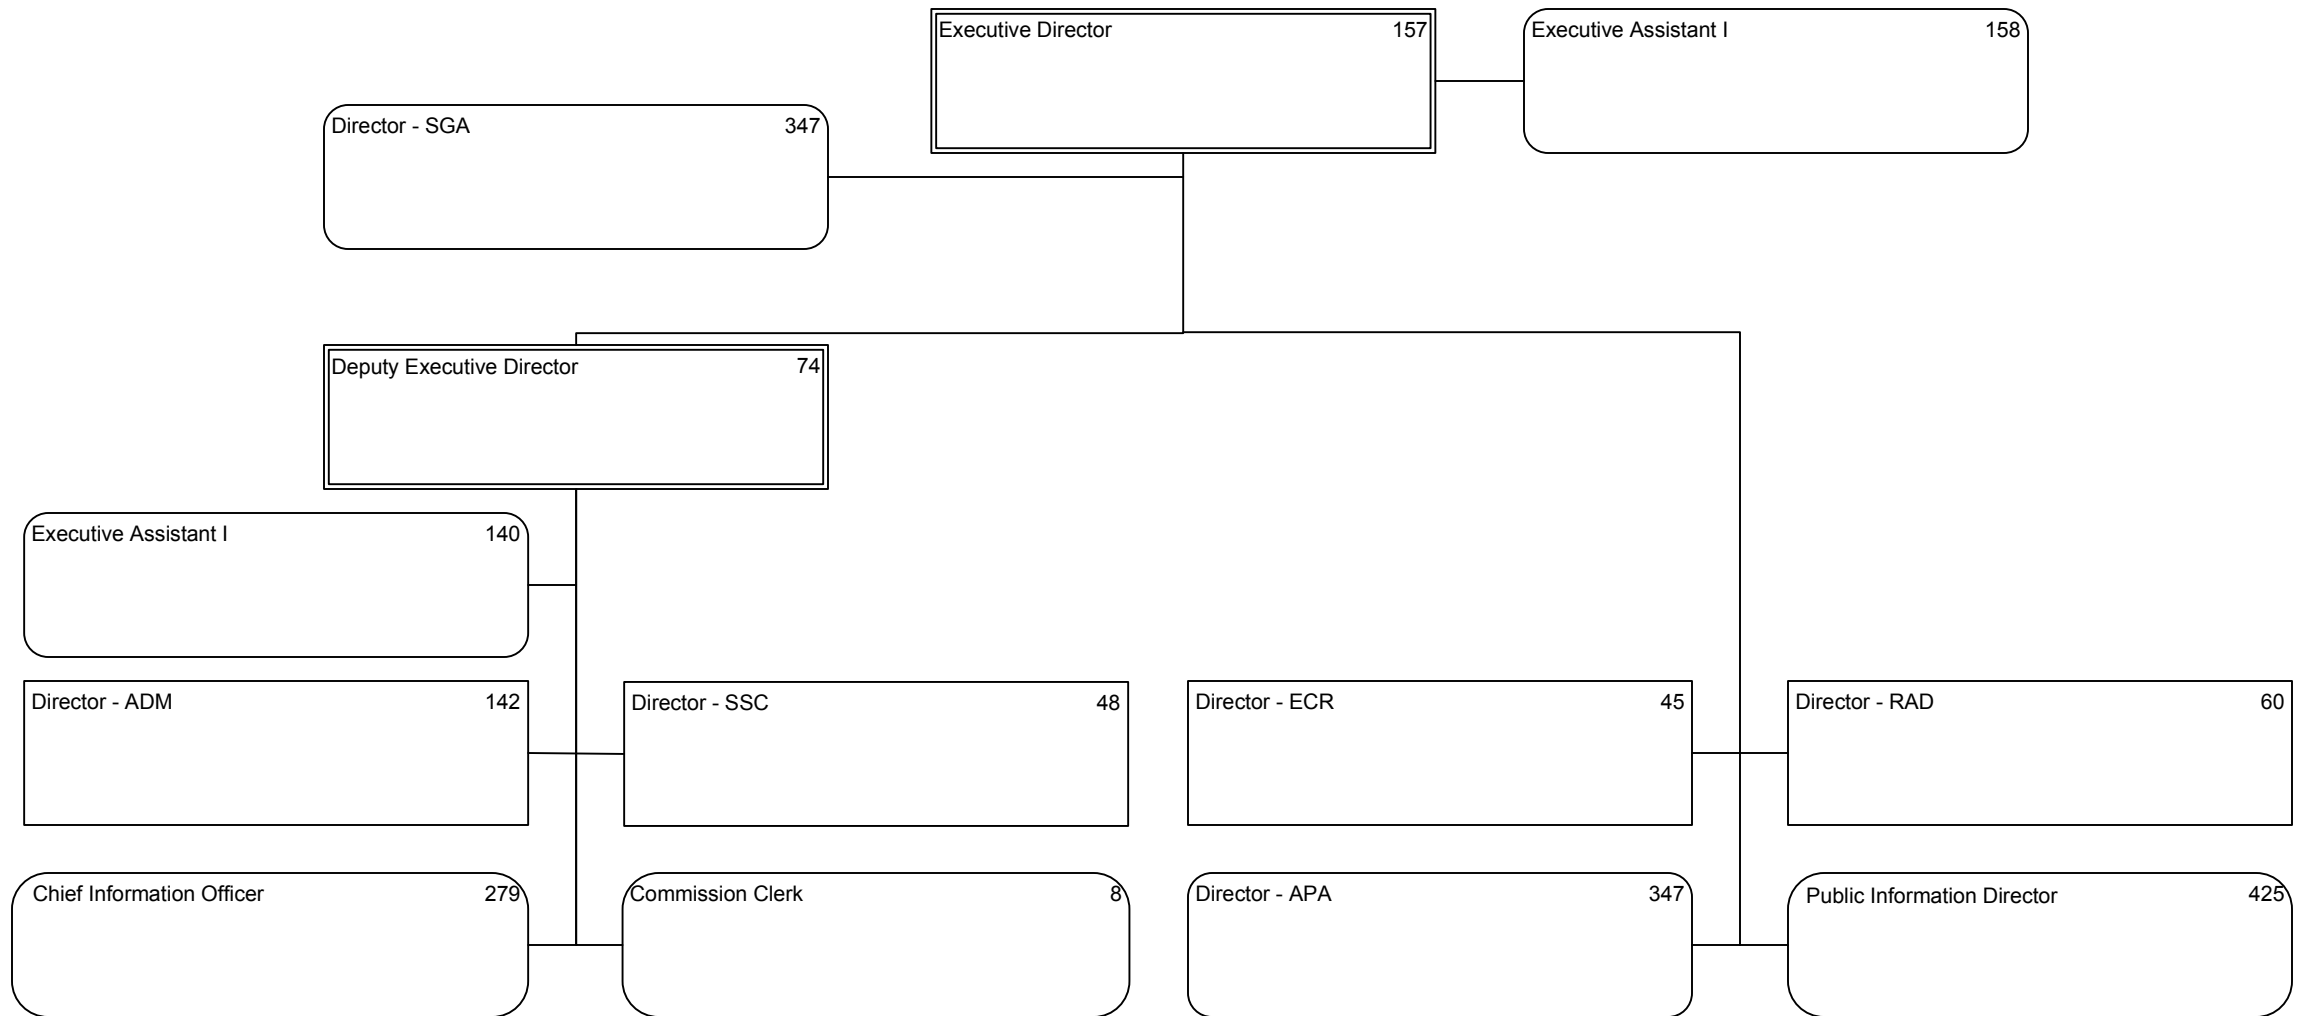 Executive Director 157
Executive Assistant I 158
Director - SGA 347
Deputy Executive Director 74
Executive Assistant I 140
Director - ADM 142
Director - SSC 48
Director - ECR 45
Director - RAD 60
Chief Information Officer 279
Commission Clerk 8
Director - APA 347
Public Information Director 425